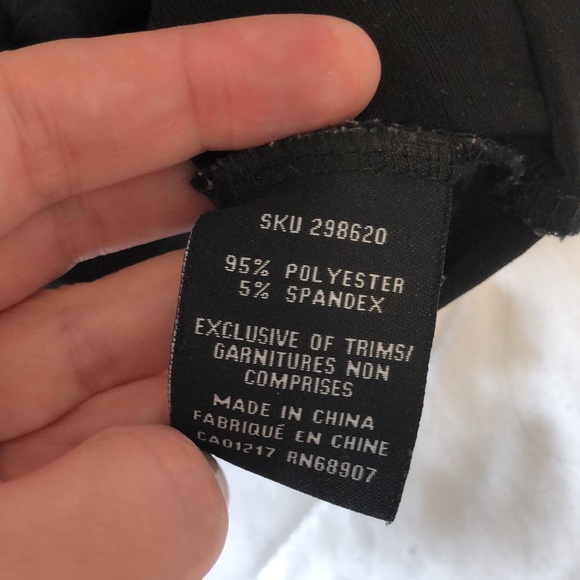 SKU 298620
95% POLYESTER
5% SPANDEX
EXCLUSIVE OF TRIMS/
GARNITURES NON
COMPRISES
MADE IN CHINA
FABRIQUÉ EN CHINE
CA01217 RN68907